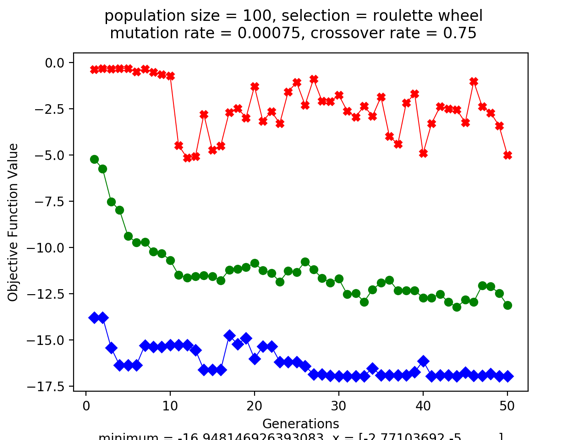 population size = 100, selection = roulette wheel
mutation rate = 0.00075, crossover rate = 0.75
0.0
−2.5
−5.0
−7.5
−10.0
−12.5
−15.0
−17.5
Objective Function Value
0 10 20 30 40 50
Generations
minimum = -16.948146926393083, x = [-2.77103692 -5. ]